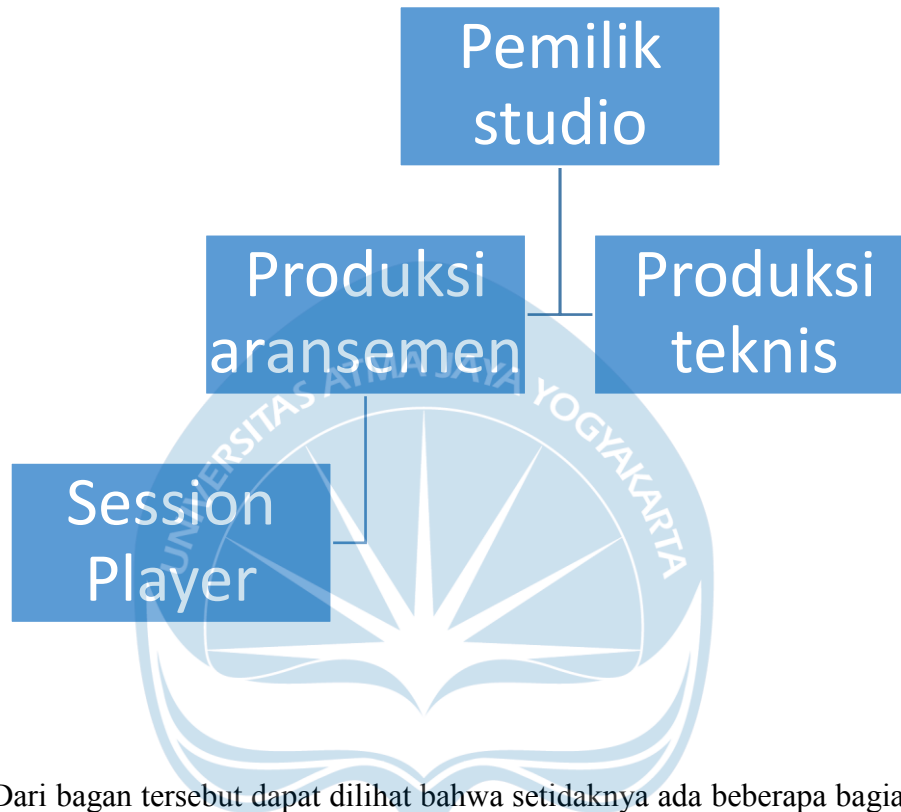 Pemilik
studio
Produksi
aransemen
Produksi
teknis
Session
Player
UNIVERSITAS ATMA JAYA YOGYAKARTA
Dari bagan tersebut dapat dilihat bahwa setidaknya ada beberapa